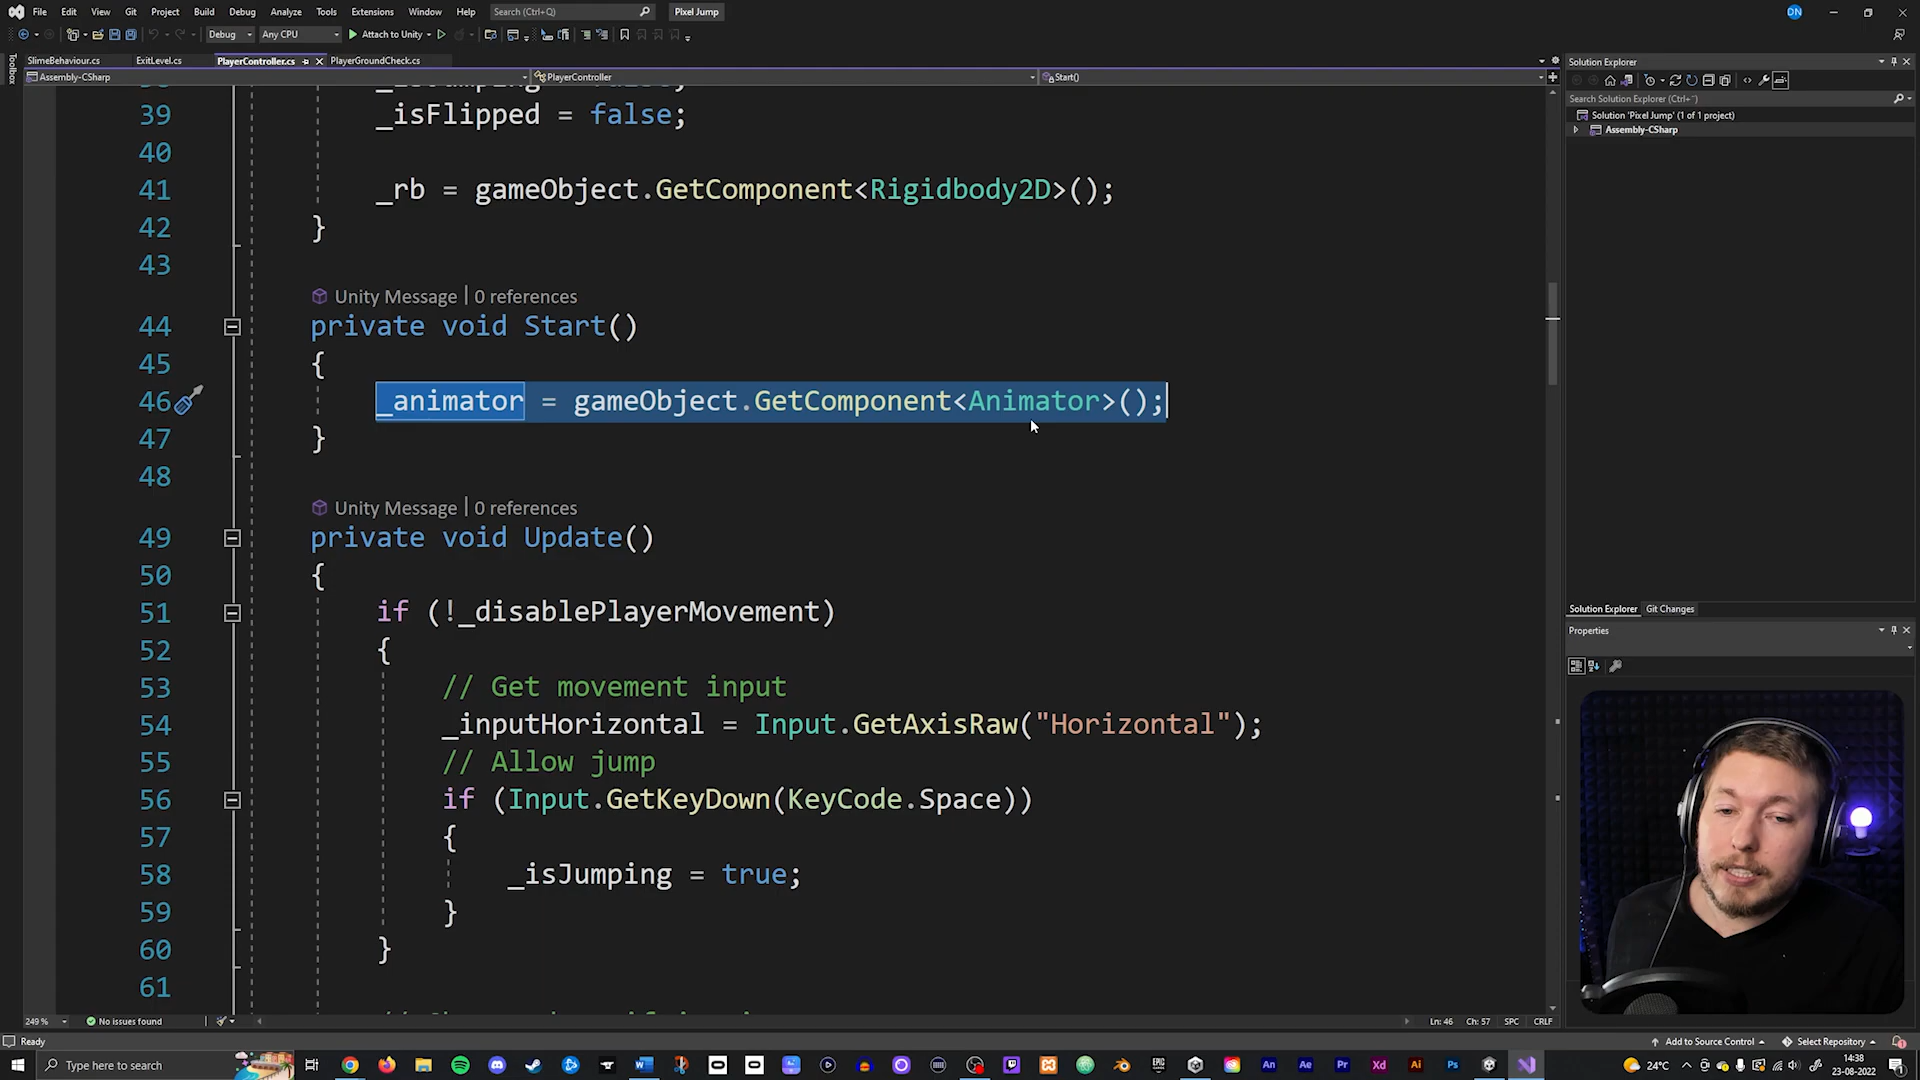 File Edit View Git Project Build Debug Analyze Tools Extensions Window Help Search (Ctrl+Q) Pixel Jump DN
Debug Any CPU Attach to Unity
SlimeBehaviour.cs ExitLevel.cs PlayerController.cs PlayerGroundCheck.cs
Assembly-CSharp PlayerController Start()
Toolbox
39 _isFlipped = false;
40
41 _rb = gameObject.GetComponent<Rigidbody2D>();
42 }
43
Unity Message | 0 references
44 private void Start()
45 {
46 _animator = gameObject.GetComponent<Animator>();
47 }
48
Unity Message | 0 references
49 private void Update()
50 {
51 if (!_disablePlayerMovement)
52 {
53 // Get movement input
54 _inputHorizontal = Input.GetAxisRaw("Horizontal");
55 // Allow jump
56 if (Input.GetKeyDown(KeyCode.Space))
57 {
58 _isJumping = true;
59 }
60 }
61
249 % No issues found Ln: 46 Ch: 57 SPC CRLF
Solution Explorer
Search Solution Explorer (Ctrl+¨)
Solution 'Pixel Jump' (1 of 1 project)
Assembly-CSharp
Solution Explorer Git Changes
Properties
Ready Add to Source Control Select Repository
Type here to search 24°C 14:38
23-08-2022